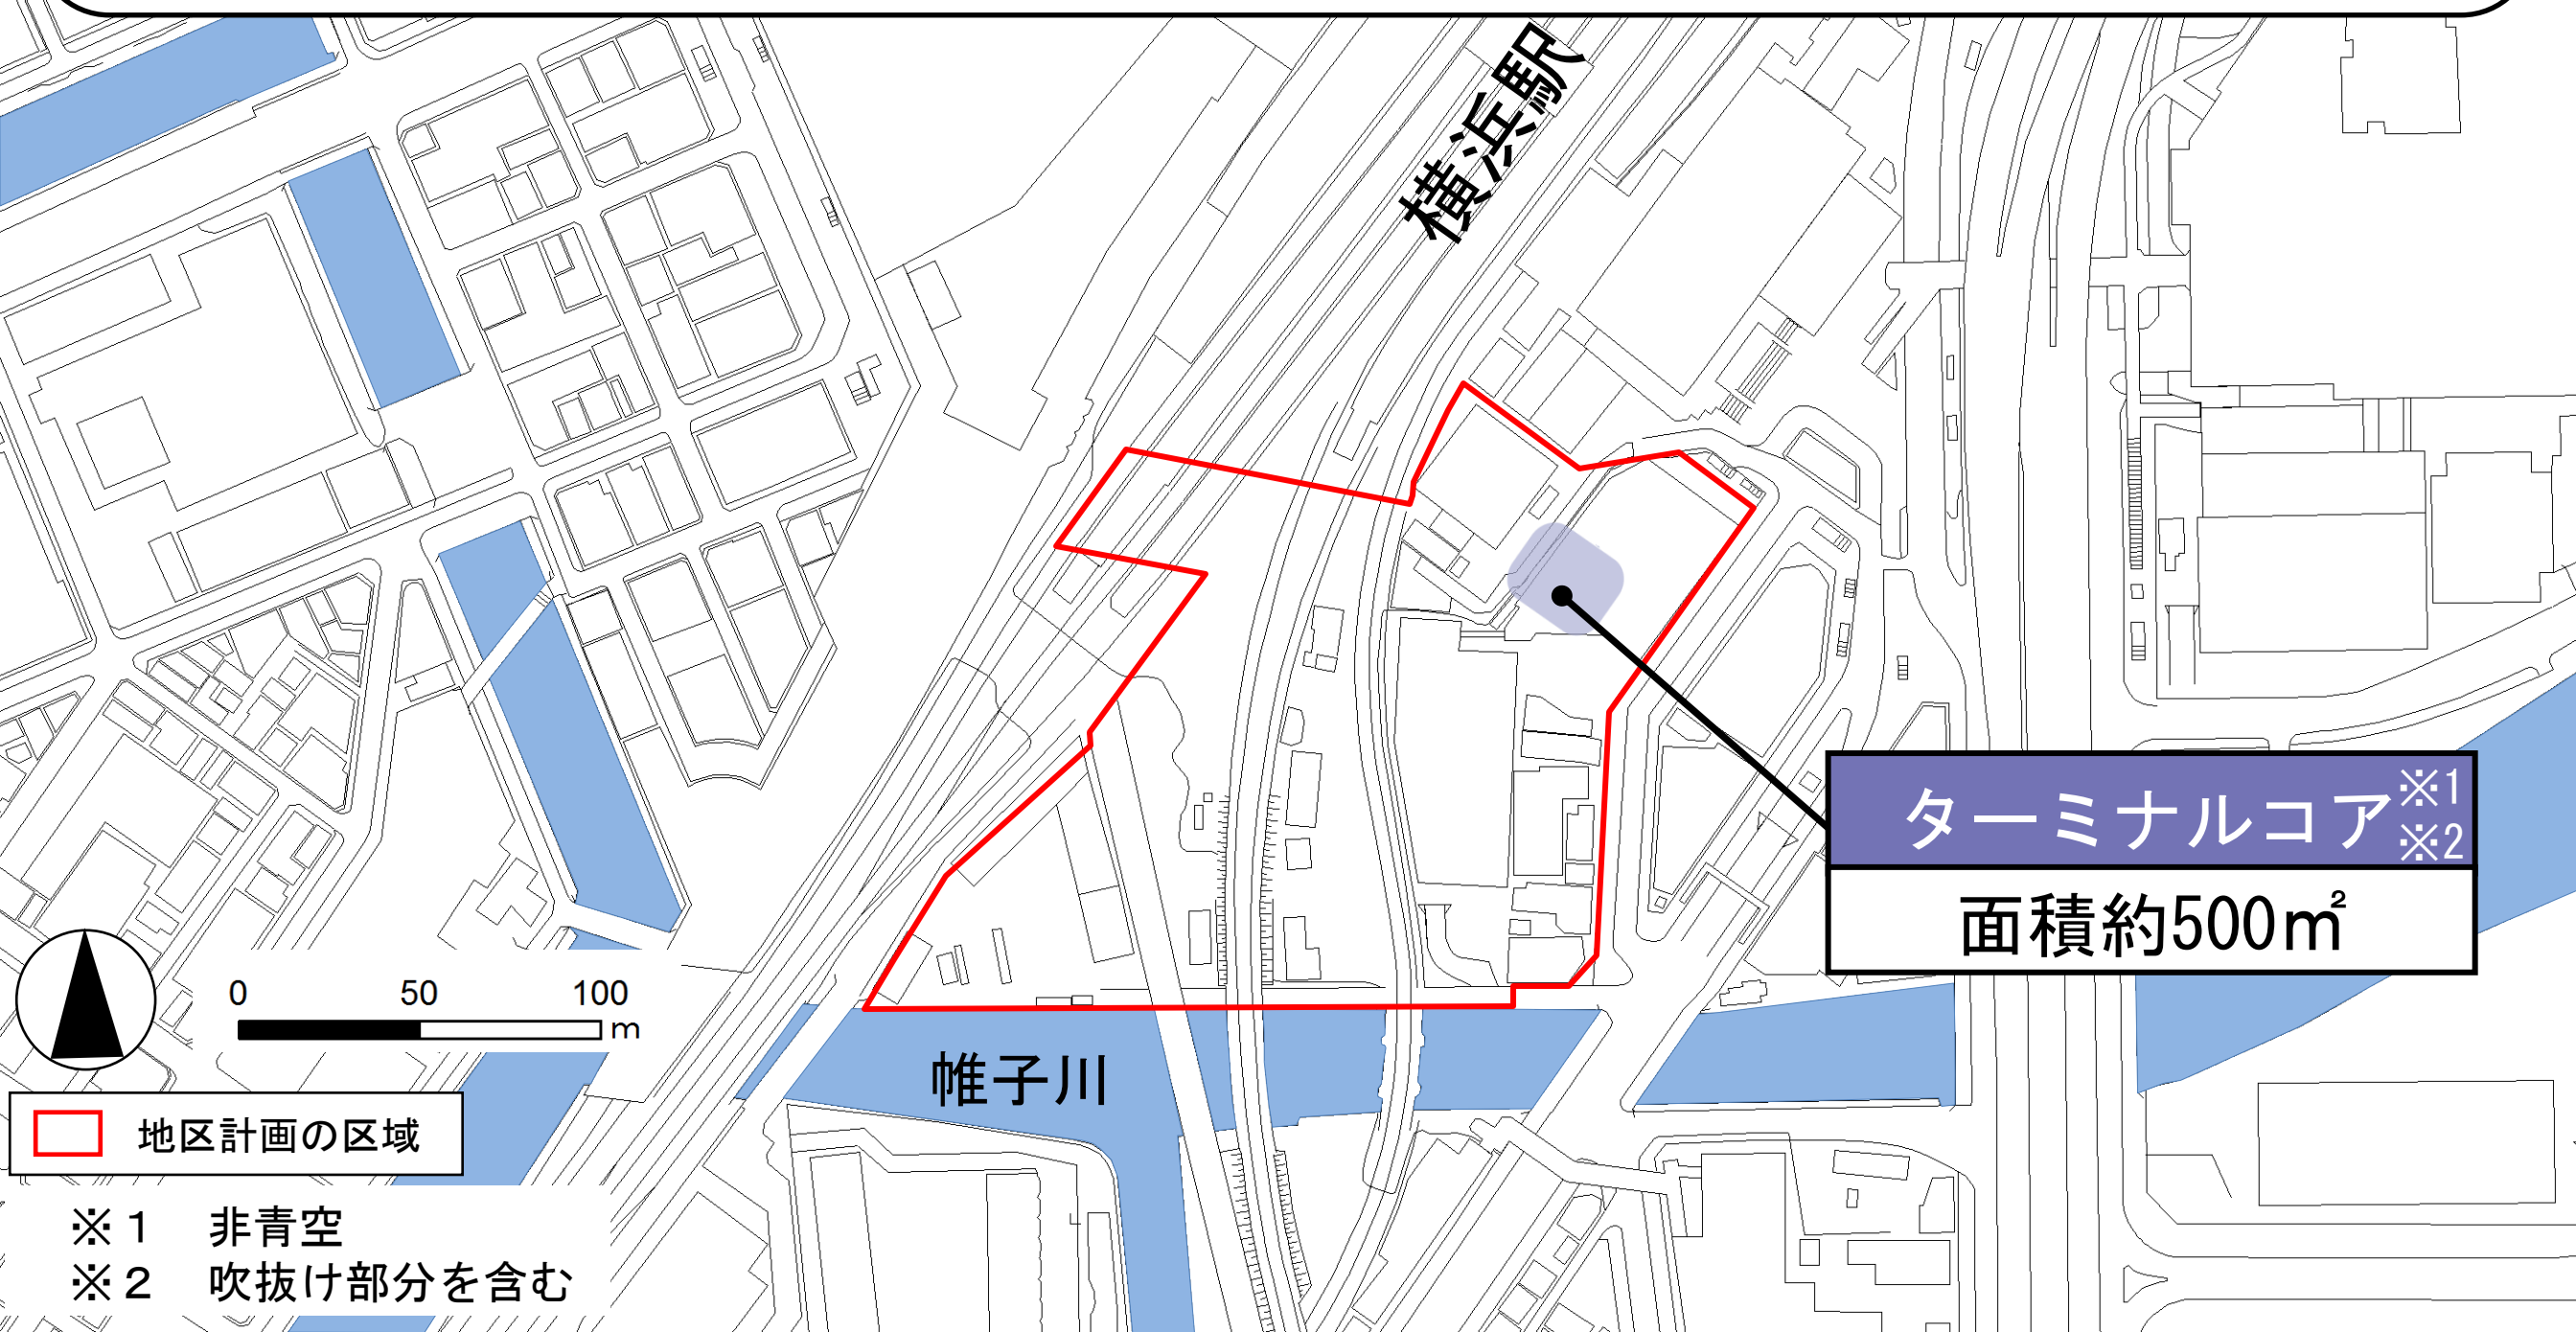 横浜駅
ターミナルコア※1
※2
面積約500㎡
0 50 100
m
帷子川
地区計画の区域
※１ 非青空
※２ 吹抜け部分を含む